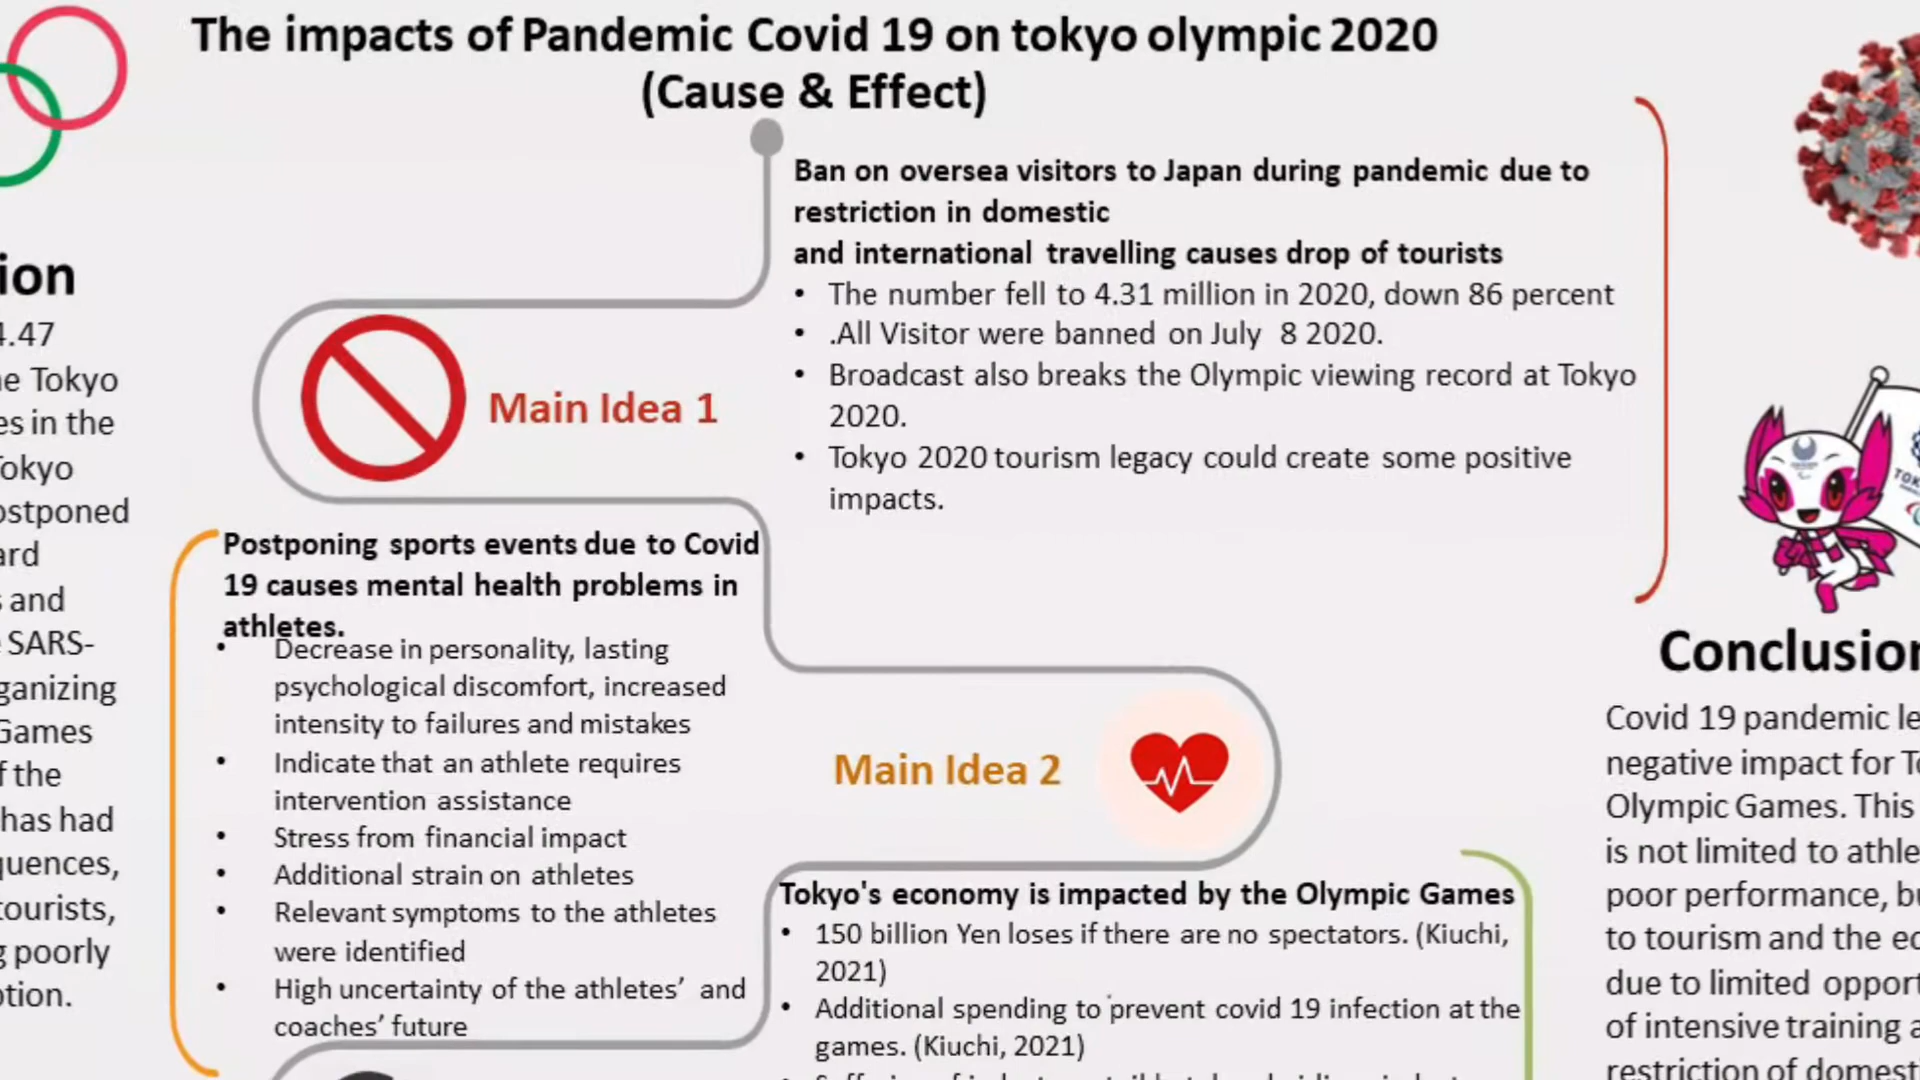 The impacts of Pandemic Covid 19 on tokyo olympic 2020
(Cause & Effect)
Ban on oversea visitors to Japan during pandemic due to
restriction in domestic
and international travelling causes drop of tourists
• The number fell to 4.31 million in 2020, down 86 percent
• .All Visitor were banned on July 8 2020.
• Broadcast also breaks the Olympic viewing record at Tokyo
2020.
• Tokyo 2020 tourism legacy could create some positive
impacts.
Main Idea 1
ion
4.47
e Tokyo
es in the
Tokyo
ostponed
ard
s and
SARS-
ganizing
Games
f the
has had
quences,
tourists,
g poorly
otion.
Postponing sports events due to Covid
19 causes mental health problems in
athletes.
• Decrease in personality, lasting
psychological discomfort, increased
intensity to failures and mistakes
• Indicate that an athlete requires
intervention assistance
• Stress from financial impact
• Additional strain on athletes
• Relevant symptoms to the athletes
were identified
• High uncertainty of the athletes’ and
coaches’ future
Main Idea 2
Tokyo's economy is impacted by the Olympic Games
• 150 billion Yen loses if there are no spectators. (Kiuchi,
2021)
• Additional spending to prevent covid 19 infection at the
games. (Kiuchi, 2021)
TOK
Conclusion
Covid 19 pandemic le
negative impact for To
Olympic Games. This
is not limited to athle
poor performance, bu
to tourism and the ec
due to limited opport
of intensive training a
restriction of domest